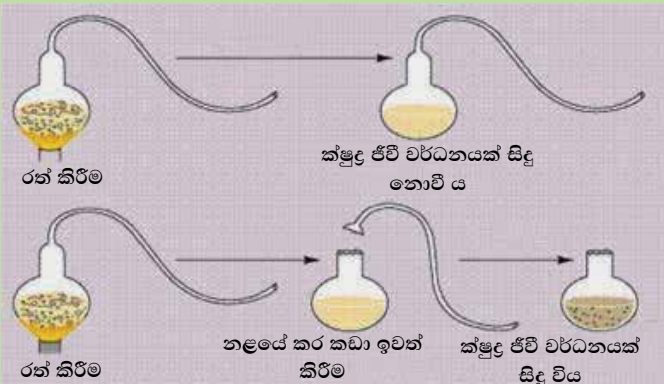 රත් කිරීම
ක්ෂුද්‍ර ජීවී වර්ධනයක් සිදු
නොවී ය
රත් කිරීම
නළයේ කර කඩා ඉවත්
කිරීම
ක්ෂුද්‍ර ජීවී වර්ධනයක්
සිදු විය